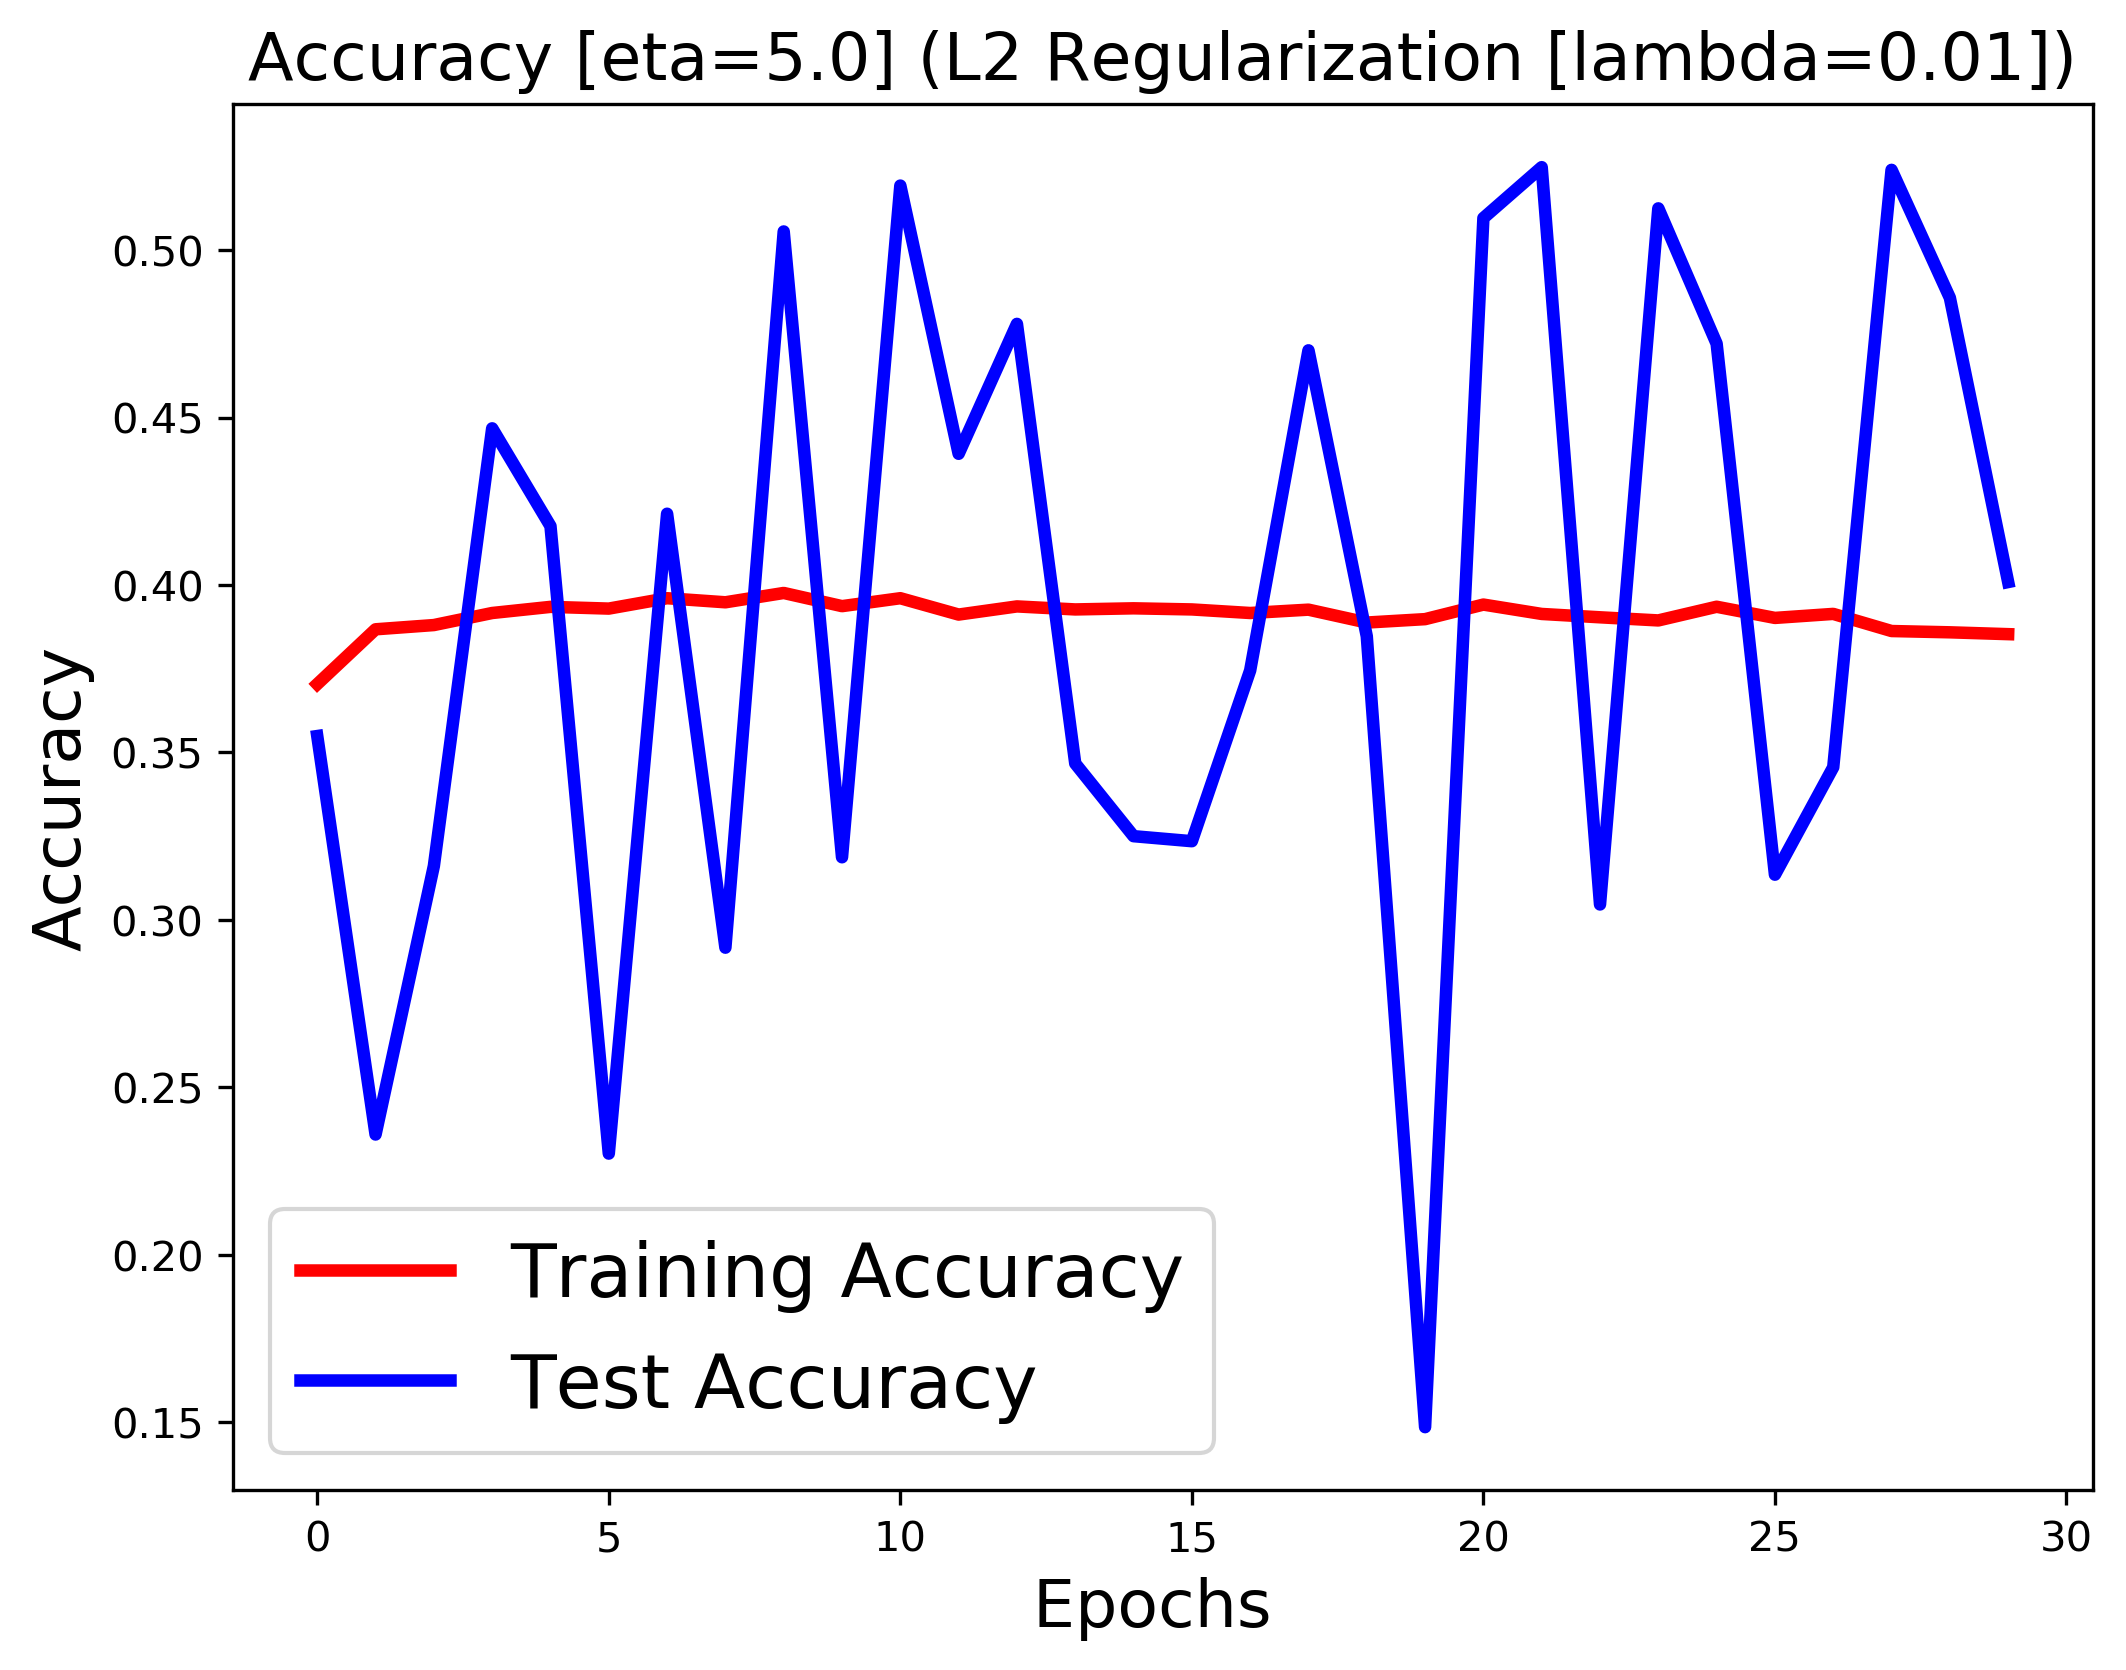 Accuracy [eta=5.0] (L2 Regularization [lambda=0.01])
Accuracy
0.50
0.45
0.40
0.35
0.30
0.25
0.20
0.15
Training Accuracy
Test Accuracy
0 5 10 15 20 25 30
Epochs